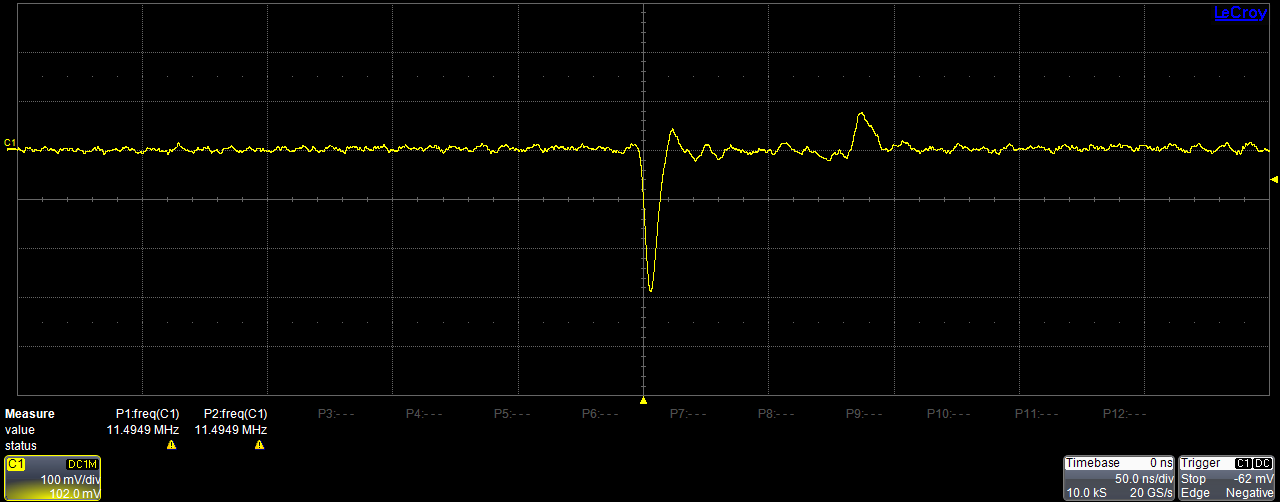 LeCroy
C1
Measure P1:freq(C1) P2:freq(C1) P3:--- P4:--- P5:--- P6:--- P7:--- P8:--- P9:--- P10:--- P11:--- P12:---
value 11.4949 MHz 11.4949 MHz
status
C1 DC1M
100 mV/div
102.0 mV
Timebase 0 ns
50.0 ns/div
10.0 kS 20 GS/s
Trigger C1 DC
Stop -62 mV
Edge Negative